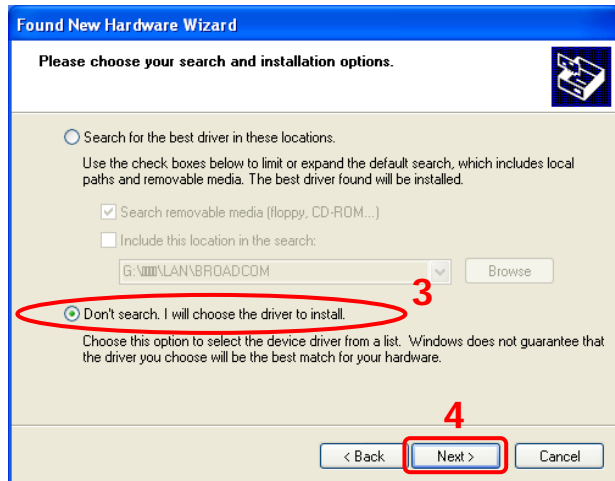 Found New Hardware Wizard
Please choose your search and installation options.
Search for the best driver in these locations.
Use the check boxes below to limit or expand the default search, which includes local
paths and removable media. The best driver found will be installed.
Search removable media (floppy, CD-ROM...)
Include this location in the search:
\LAN\BROADCOM
Browse
3
Don't search. I will choose the driver to install.
Choose this option to select the device driver from a list. Windows does not guarantee that
the driver you choose will be the best match for your hardware.
4
< Back Next > Cancel